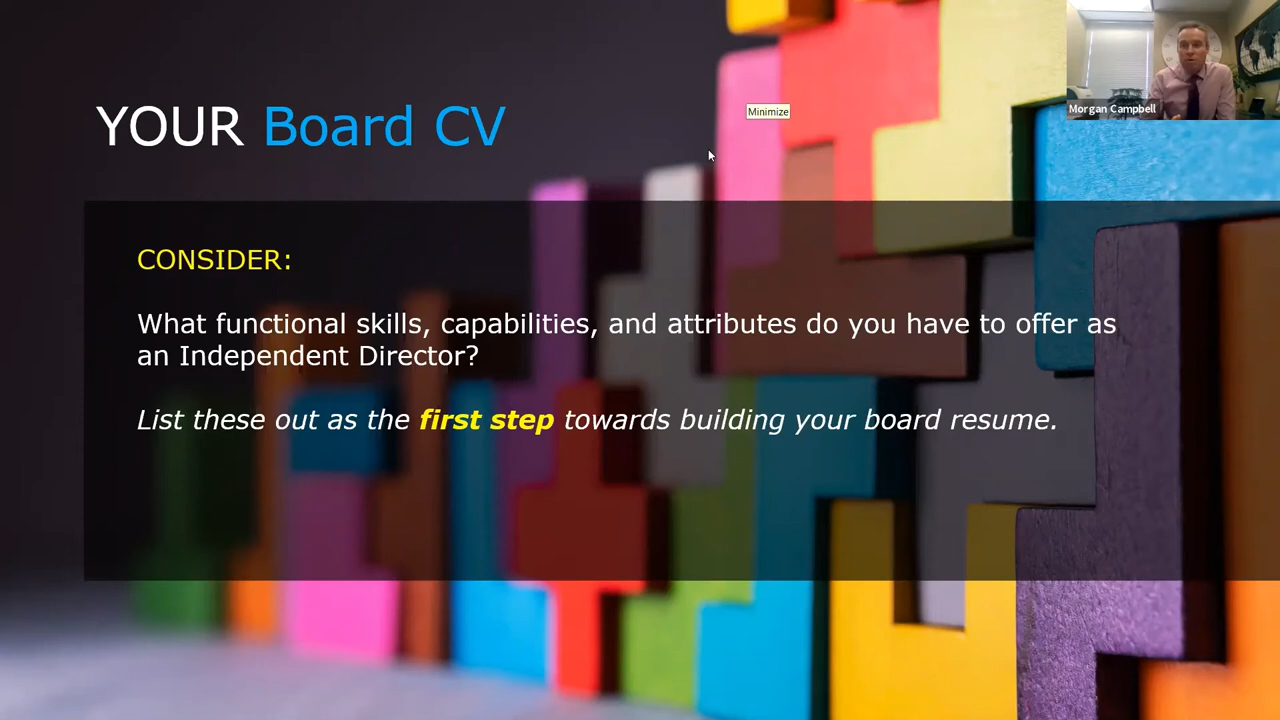 YOUR Board CV
Minimize
Morgan Campbell
CONSIDER:
What functional skills, capabilities, and attributes do you have to offer as
an Independent Director?
List these out as the first step towards building your board resume.